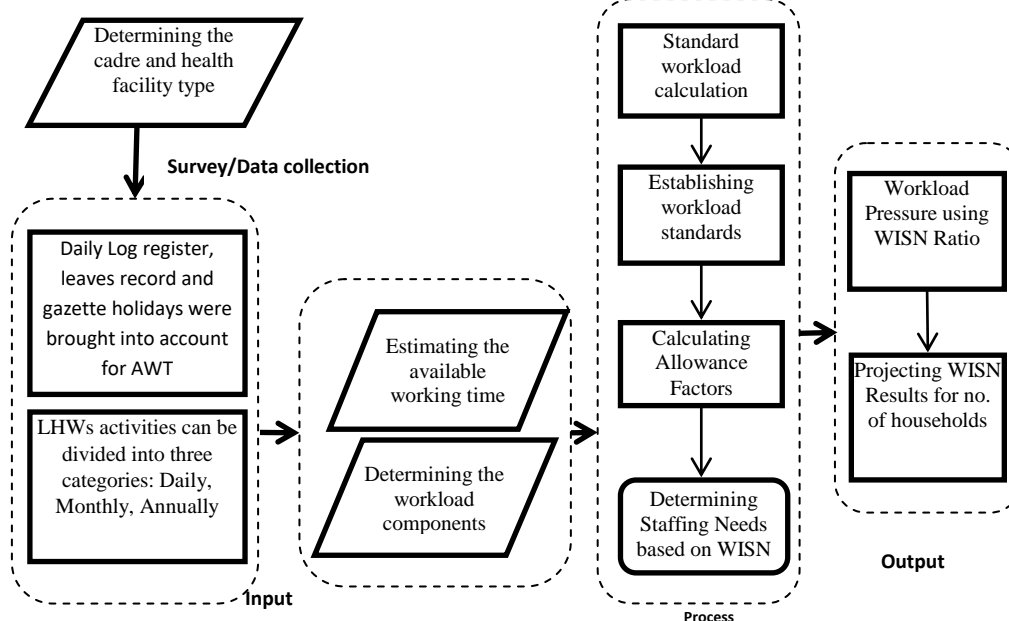 Determining the
cadre and health
facility type
Survey/Data collection
Daily Log register,
leaves record and
gazette holidays were
brought into account
for AWT
LHWs activities can be
divided into three
categories: Daily,
Monthly, Annually
Input
Estimating the
available
working time
Determining the
workload
components
Standard
workload
calculation
Establishing
workload
standards
Calculating
Allowance
Factors
Determining
Staffing Needs
based on WISN
Process
Workload
Pressure using
WISN Ratio
Projecting WISN
Results for no.
of households
Output